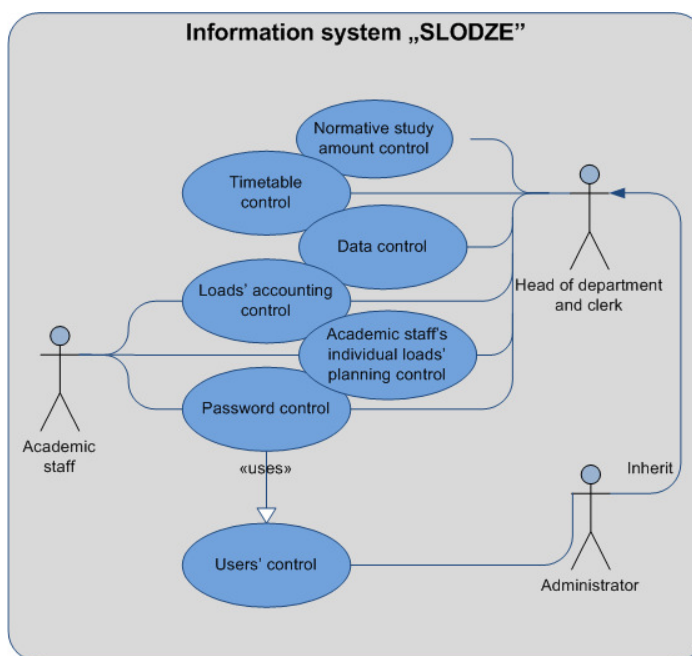 Information system „SLODZE”
Normative study
amount control
Timetable
control
Data control
Head of department
and clerk
Loads’ accounting
control
Academic staff’s
individual loads’
planning control
Password control
Academic
staff
«uses»
Inherit
Users’ control
Administrator